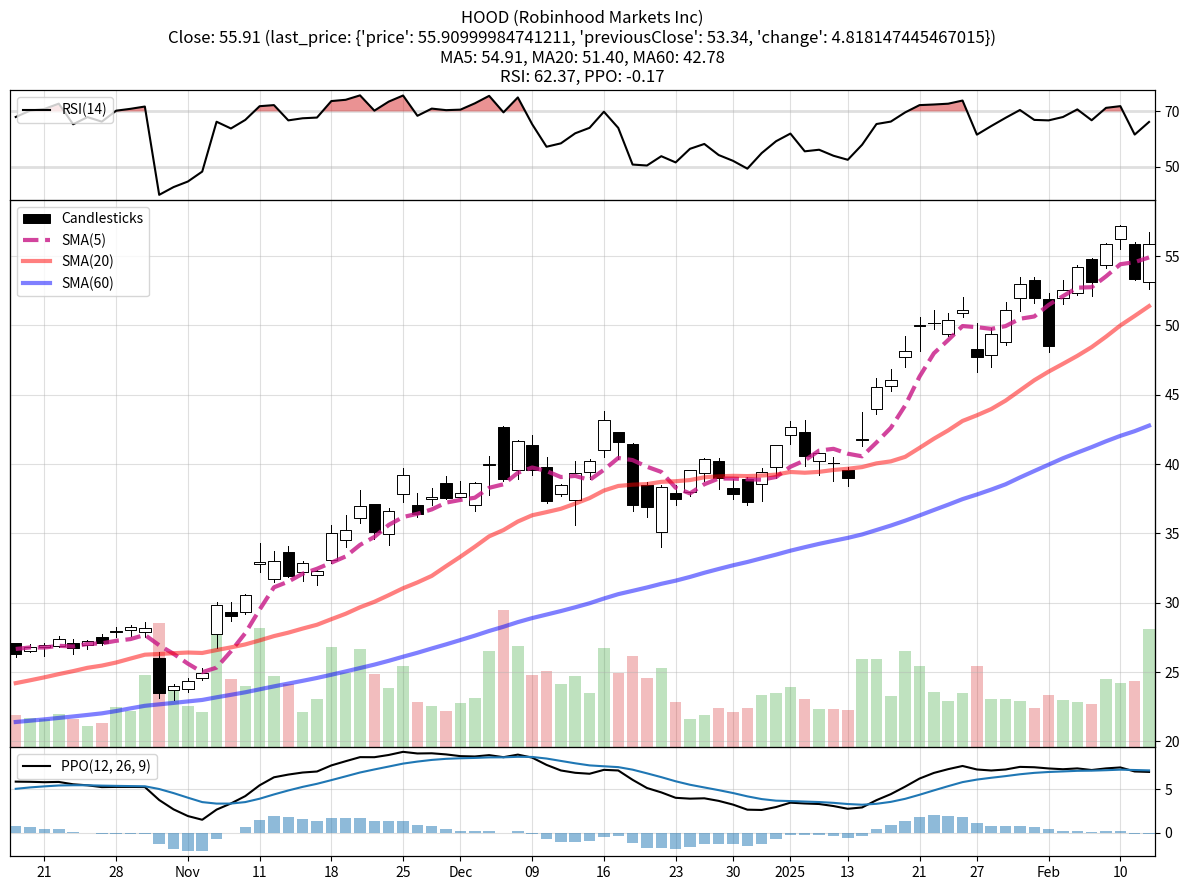 HOOD (Robinhood Markets Inc)
Close: 55.91 (last_price: {'price': 55.90999984741211, 'previousClose': 53.34, 'change': 4.818147445467015})
MA5: 54.91, MA20: 51.40, MA60: 42.78
RSI: 62.37, PPO: -0.17
RSI(14)
70
50
Candlesticks
SMA(5)
SMA(20)
SMA(60)
55
50
45
40
35
30
25
20
PPO(12, 26, 9)
5
0
21 28 Nov 11 18 25 Dec 09 16 23 30 2025 13 21 27 Feb 10